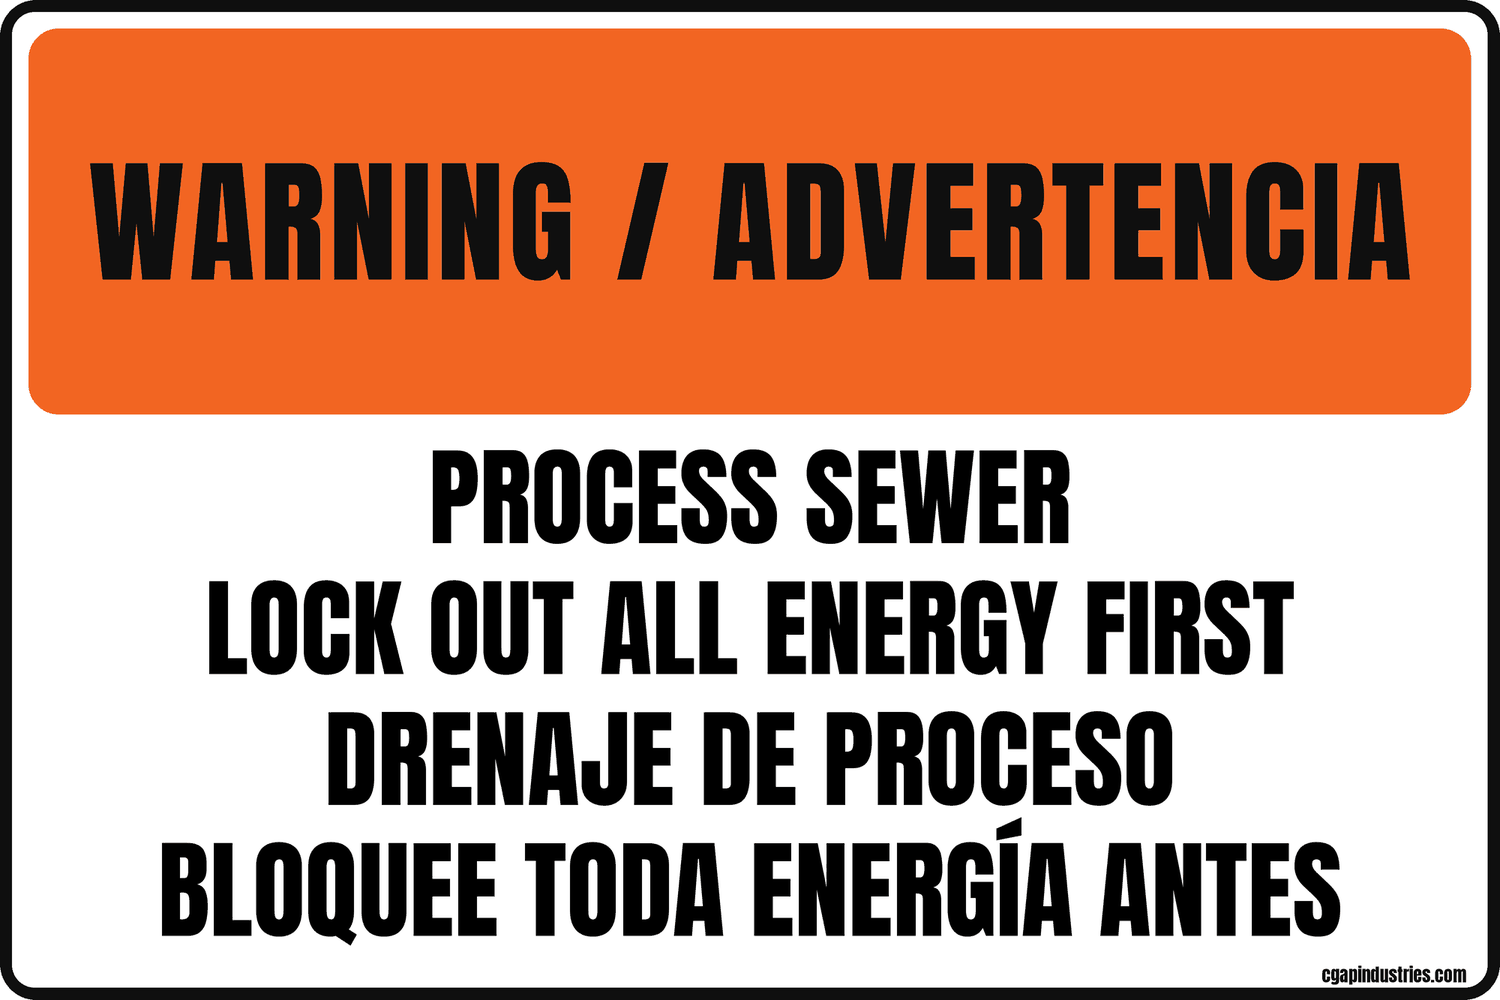 WARNING / ADVERTENCIA
PROCESS SEWER
LOCK OUT ALL ENERGY FIRST
DRENAJE DE PROCESO
BLOQUEE TODA ENERGÍA ANTES
cgapindustries.com